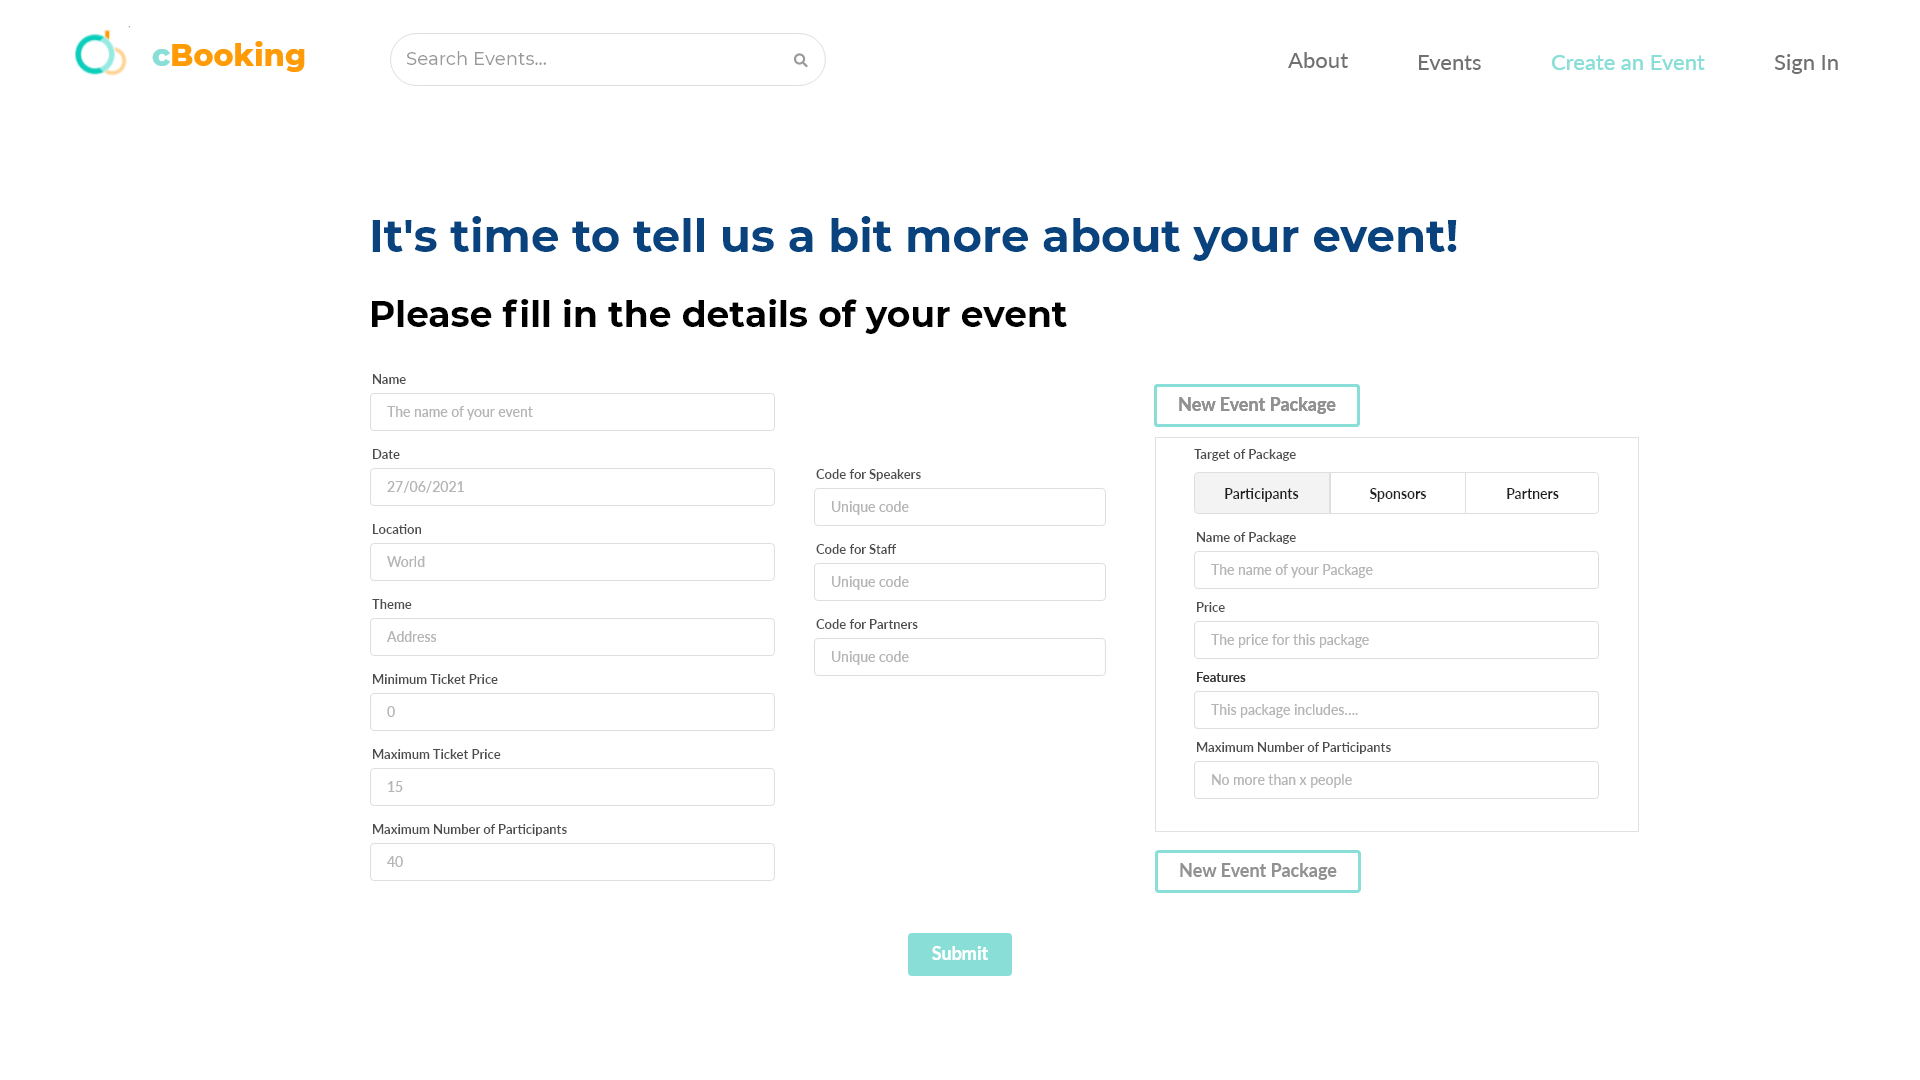 cBooking
Search Events...
About
Events
Create an Event
Sign In
It's time to tell us a bit more about your event!
Please fill in the details of your event
Name
The name of your event
Date
27/06/2021
Location
World
Theme
Address
Minimum Ticket Price
0
Maximum Ticket Price
15
Maximum Number of Participants
40
Code for Speakers
Unique code
Code for Staff
Unique code
Code for Partners
Unique code
New Event Package
Target of Package
Participants
Sponsors
Partners
Name of Package
The name of your Package
Price
The price for this package
Features
This package includes....
Maximum Number of Participants
No more than x people
New Event Package
Submit